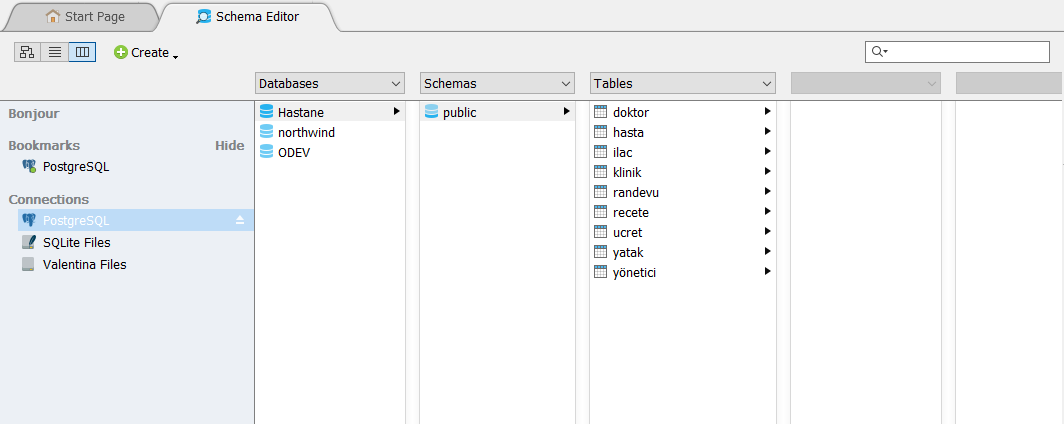 Start Page
Schema Editor
Create
Databases
Schemas
Tables
Bonjour
Bookmarks Hide
PostgreSQL
Connections
PostgreSQL
SQLite Files
Valentina Files
Hastane
northwind
ODEV
public
doktor
hasta
ilac
klinik
randevu
recete
ucret
yatak
yönetici